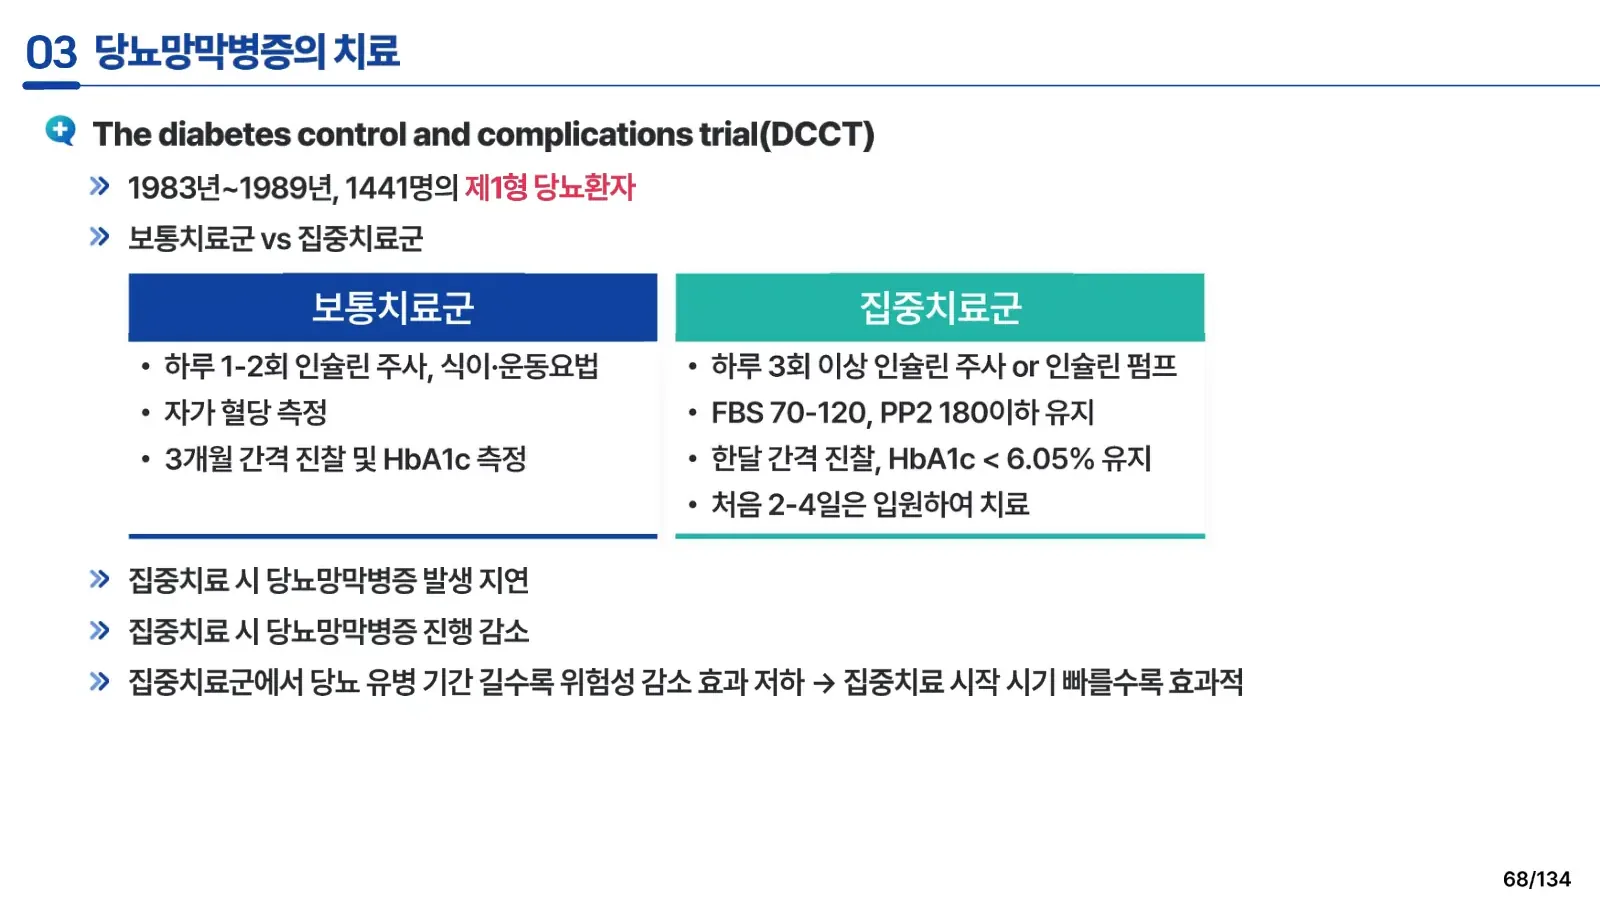 03 당뇨망막병증의 치료
The diabetes control and complications trial(DCCT)
1983년~1989년, 1441명의 제1형 당뇨환자
보통치료군 vs 집중치료군
보통치료군
• 하루 1-2회 인슐린 주사, 식이·운동요법
• 자가 혈당 측정
• 3개월 간격 진찰 및 HbA1c 측정
집중치료군
• 하루 3회 이상 인슐린 주사 or 인슐린 펌프
• FBS 70-120, PP2 180이하 유지
• 한달 간격 진찰, HbA1c < 6.05% 유지
• 처음 2-4일은 입원하여 치료
집중치료 시 당뇨망막병증 발생 지연
집중치료 시 당뇨망막병증 진행 감소
집중치료군에서 당뇨 유병 기간 길수록 위험성 감소 효과 저하 → 집중치료 시작 시기 빠를수록 효과적
68/134